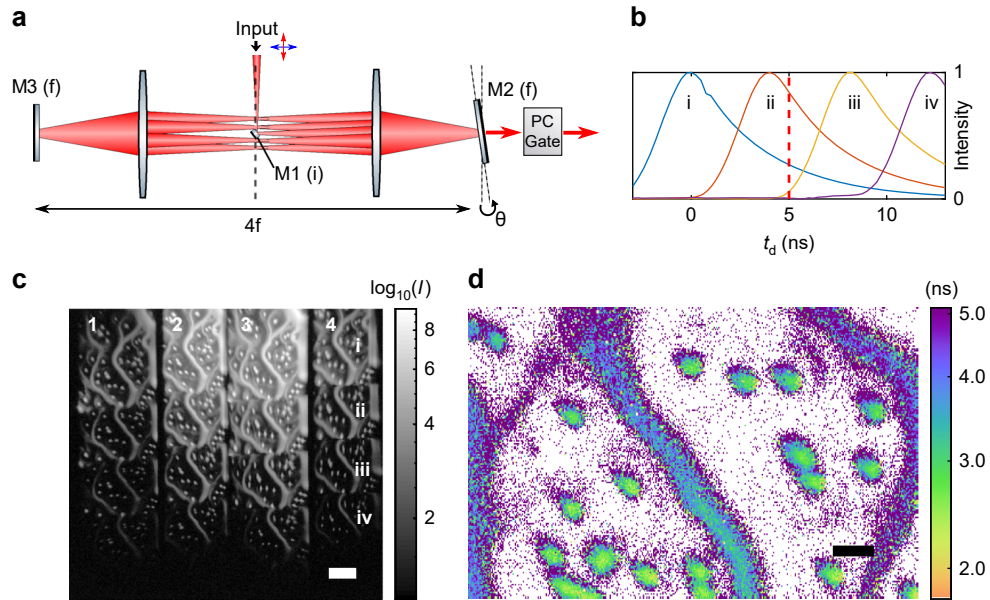 a
Input
M3 (f)
M2 (f)
PC
Gate
M1 (i)
4f
θ
b
i
ii
iii
iv
1
0
Intensity
0
5
10
t_d (ns)
c
log₁₀(I)
1
2
3
4
i
ii
iii
iv
8
6
4
2
d
(ns)
5.0
4.0
3.0
2.0